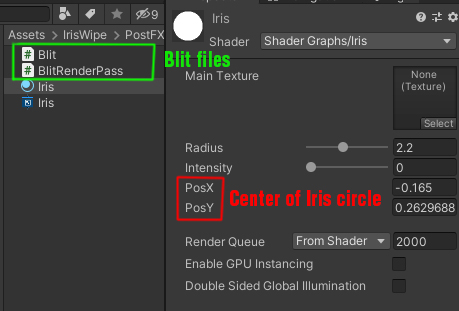 9
Assets > IrisWipe > PostFX
Blit
BlitRenderPass
Iris
Iris
Blit files
Iris
Shader
Shader Graphs/Iris
Main Texture
None
(Texture)
Select
Radius
2.2
Intensity
0
PosX
-0.165
PosY
0.2629688
Center of Iris circle
Render Queue
From Shader
2000
Enable GPU Instancing
Double Sided Global Illumination